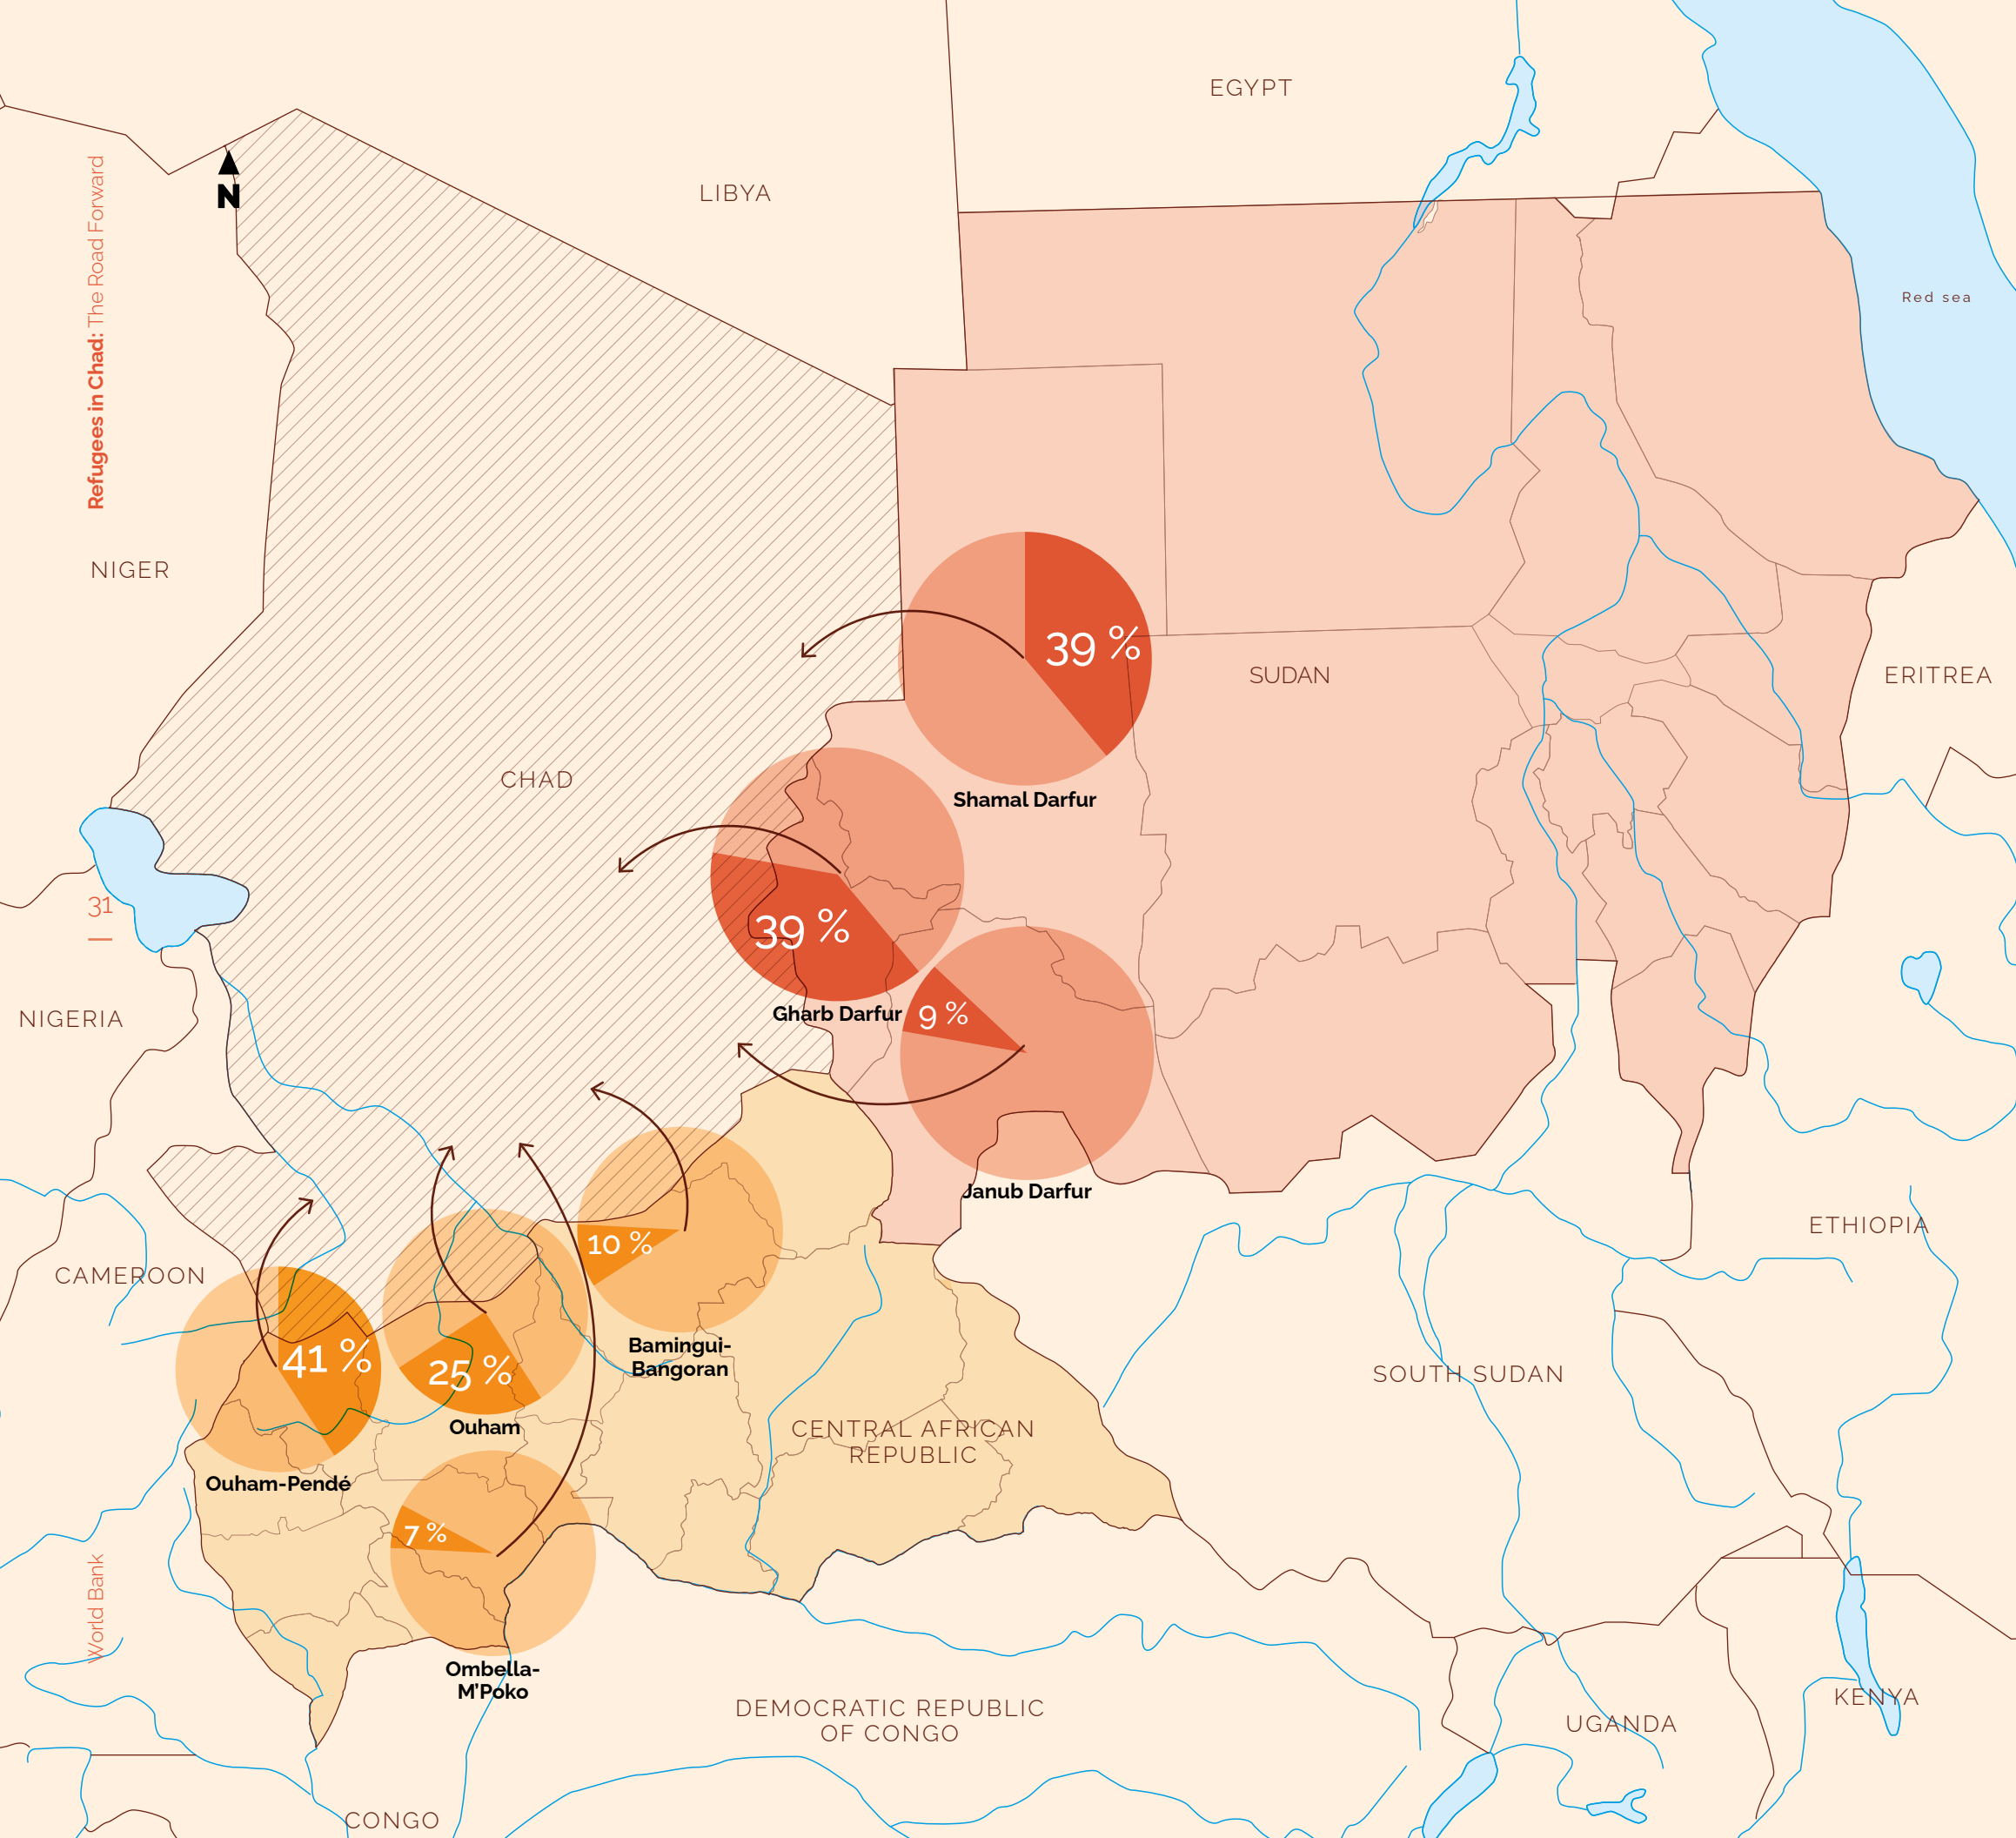 EGYPT
LIBYA
N
Refugees in Chad: The Road Forward
Red sea
NIGER
39 %
SUDAN
ERITREA
CHAD
Shamal Darfur
31
39 %
Gharb Darfur
9 %
NIGERIA
Janub Darfur
ETHIOPIA
10 %
CAMEROON
Bamingui-
Bangoran
41 %
25 %
SOUTH SUDAN
Ouham
CENTRAL AFRICAN
REPUBLIC
Ouham-Pendé
7 %
World Bank
Ombella-
M'Poko
KENYA
DEMOCRATIC REPUBLIC
OF CONGO
UGANDA
CONGO